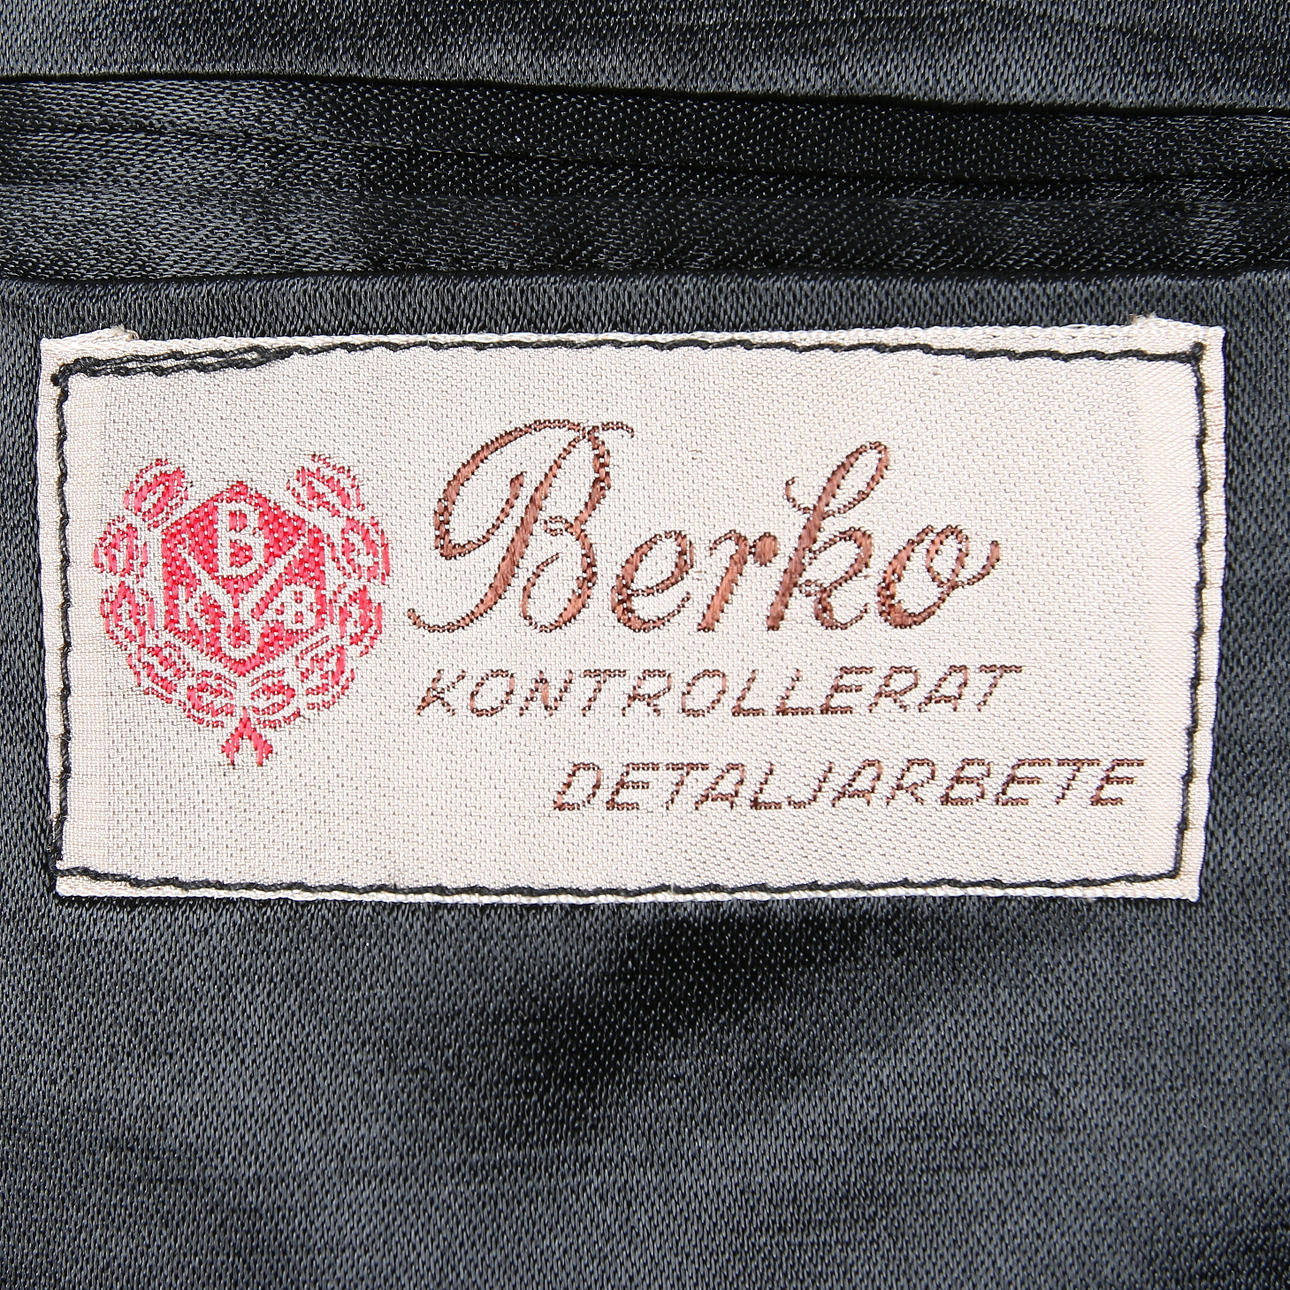 Berko
KONTROLLERAT
DETALJARBETE
B